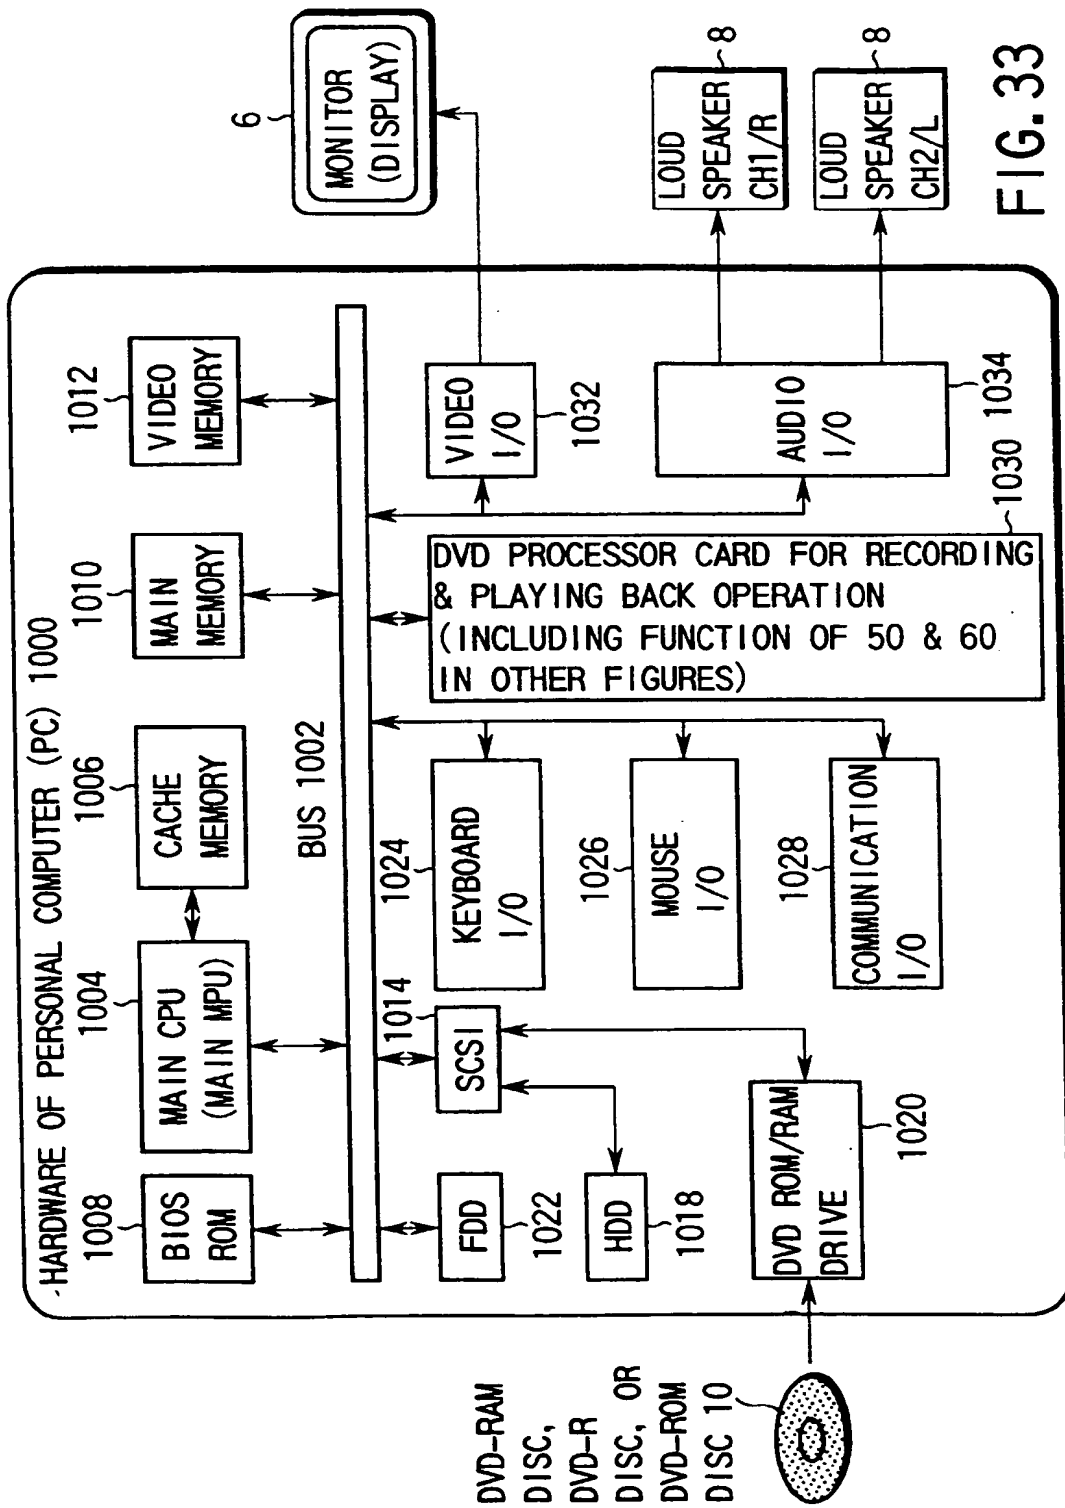 HARDWARE OF PERSONAL COMPUTER (PC) 1000
1008
BIOS
ROM
1004
MAIN CPU
(MAIN MPU)
1006
CACHE
MEMORY
1010
MAIN
MEMORY
1012
VIDEO
MEMORY
BUS 1002
FDD
1022
HDD
1018
SCSI
1014
DVD ROM/RAM
DRIVE
1020
1024
KEYBOARD
I/O
1026
MOUSE
I/O
1028
COMMUNICATION
I/O
DVD PROCESSOR CARD FOR RECORDING
& PLAYING BACK OPERATION
(INCLUDING FUNCTION OF 50 & 60
IN OTHER FIGURES)
1030
VIDEO
I/O
1032
AUDIO
I/O
1034
6
MONITOR
(DISPLAY)
LOUD
SPEAKER
CH1/R
8
LOUD
SPEAKER
CH2/L
8
DVD-RAM
DISC,
DVD-R
DISC, OR
DVD-ROM
DISC 10
FIG. 33